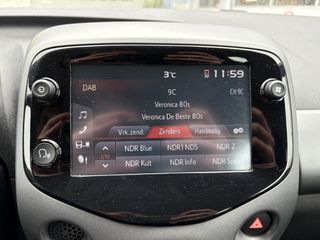 3°C 11:59
DAB 9C CH 9C
Veronica 80s
Veronica De Beste 80s
Vrk.zend. Zenders Handmatig
NDR Blue NDR1 NDS NDR 2
1/10
NDR Kult NDR Info NDR Spezi